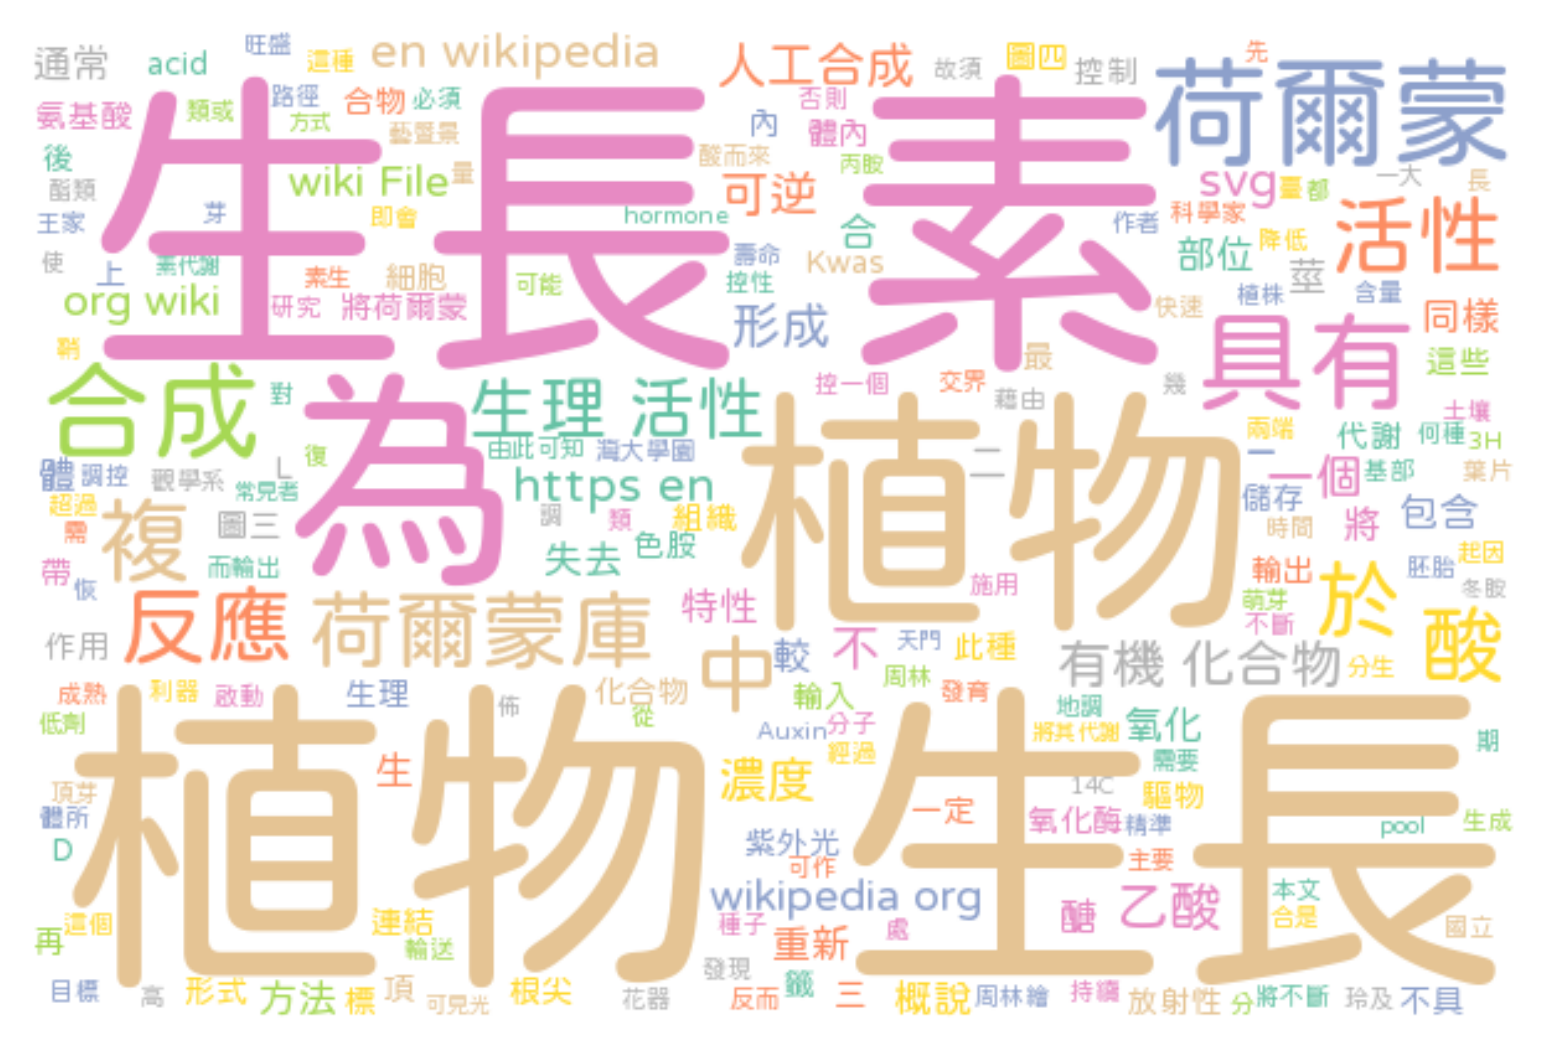 通常
acid
旺盛
這種
en wikipedia
人工合成
故須
圖四
控制
先
荷爾蒙
氨基酸
類或
路徑
方式
合物
必須
藝暨景
否則
內
體內
生長素
後
酯類
wiki File
量
酸而來
丙胺
可逆
svg
臺
都
一大
長
王家
芽
即會
hormone
合
作者
科學家
部位
降低
活性
使
上
素代謝
素生
細胞
可能
壽命
控性
Kwas
莖
植株
含量
org wiki
研究
將荷爾蒙
形成
快速
具有
同樣
鞘
最
這些
合成
對
為
生理 活性
控一個
交界
藉由
幾
土壤
植物
兩端
代謝
何種
3H
由此可知
灣大學園
二
一
體
調控
觀學系
L
復
常見者
https en
一個
基部
葉片
超過
需
複
圖三
調
類
組織
儲存
時間
將
包含
帶
恢
而輸出
失去
色胺
施用
輸出
胚胎
起因
冬胺
萌芽
不斷
於
酸
作用
反應
荷爾蒙庫
特性
中
較
不
天門
此種
有機 化合物
分生
周林
成熟
利器
啟動
生理
佈
化合物
從
輸入
發育
地調
氧化
低劑
植物生長
Auxin
分子
經過
將其代謝
需要
期
頂芽
體所
生
濃度
14C
驅物
一定
氧化酶
精準
pool
生成
D
紫外光
可作
主要
wikipedia org
醣
乙酸
本文
合是
國立
再
這個
連結
輸送
種子
重新
處
發現
目標
高
形式
方法
標
頂
可見光
根尖
花器
反而
籤
三
概說
周林繪
持續
放射性
分
將不斷
玲及
不具